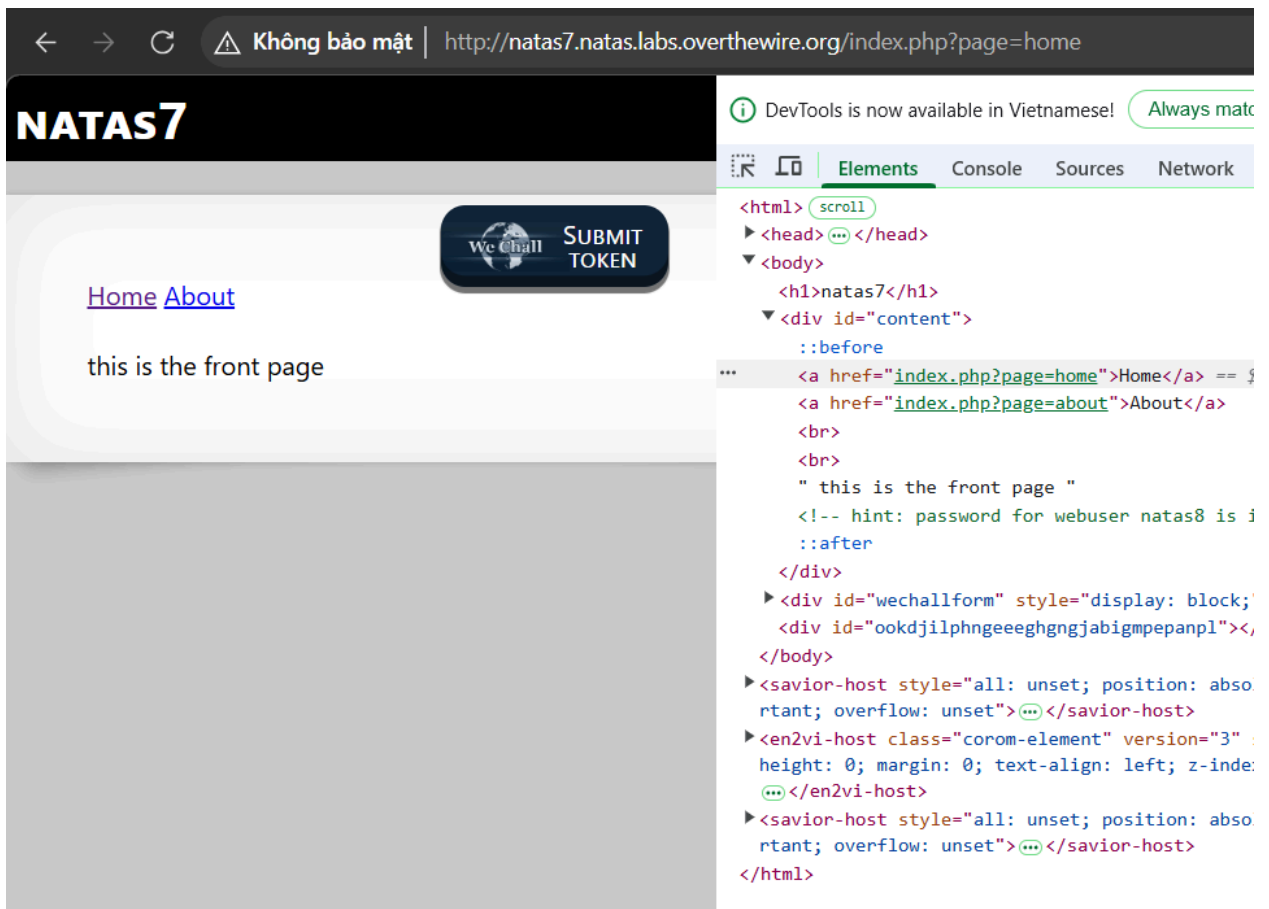 Không bảo mật http://natas7.natas.labs.overthewire.org/index.php?page=home
NATAS7
We Chall
SUBMIT
TOKEN
Home About
this is the front page
DevTools is now available in Vietnamese! Always matc
Elements Console Sources Network
<html> scroll
<head> ••• </head>
<body>
<h1>natas7</h1>
<div id="content">
::before
••• <a href="index.php?page=home">Home</a> == $
<a href="index.php?page=about">About</a>
<br>
<br>
" this is the front page "
<!-- hint: password for webuser natas8 is i
::after
</div>
<div id="wechallform" style="display: block;"
<div id="ookdjilphngeeeghgngjabigmpepanpl"></
</body>
<savior-host style="all: unset; position: abso
rtant; overflow: unset"> ••• </savior-host>
<en2vi-host class="corom-element" version="3"
height: 0; margin: 0; text-align: left; z-inde
••• </en2vi-host>
<savior-host style="all: unset; position: abso
rtant; overflow: unset"> ••• </savior-host>
</html>